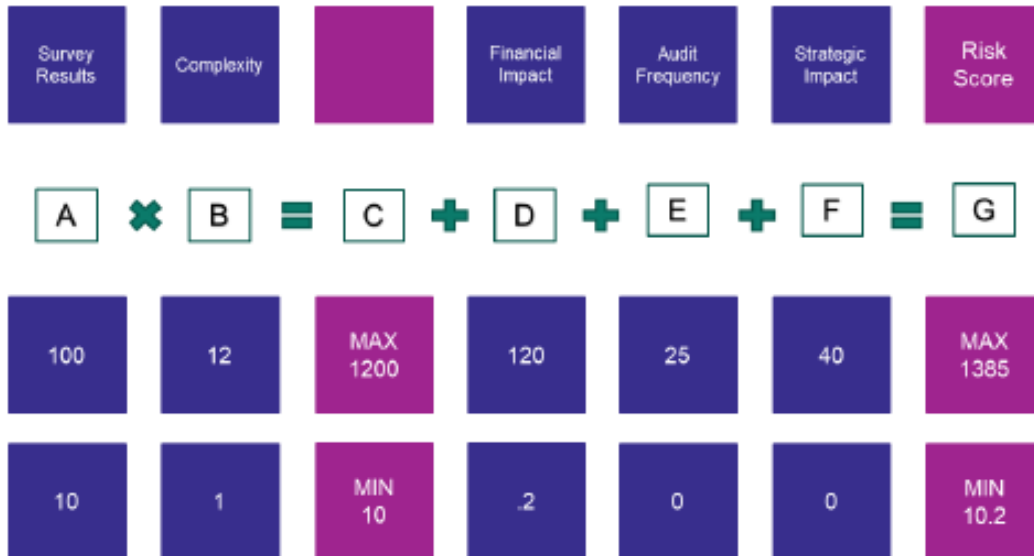 Survey
Results
Complexity
Financial
Impact
Audit
Frequency
Strategic
Impact
Risk
Score
A × B = C + D + E + F = G
100
12
MAX
1200
120
25
40
MAX
1385
10
1
MIN
10
.2
0
0
MIN
10.2